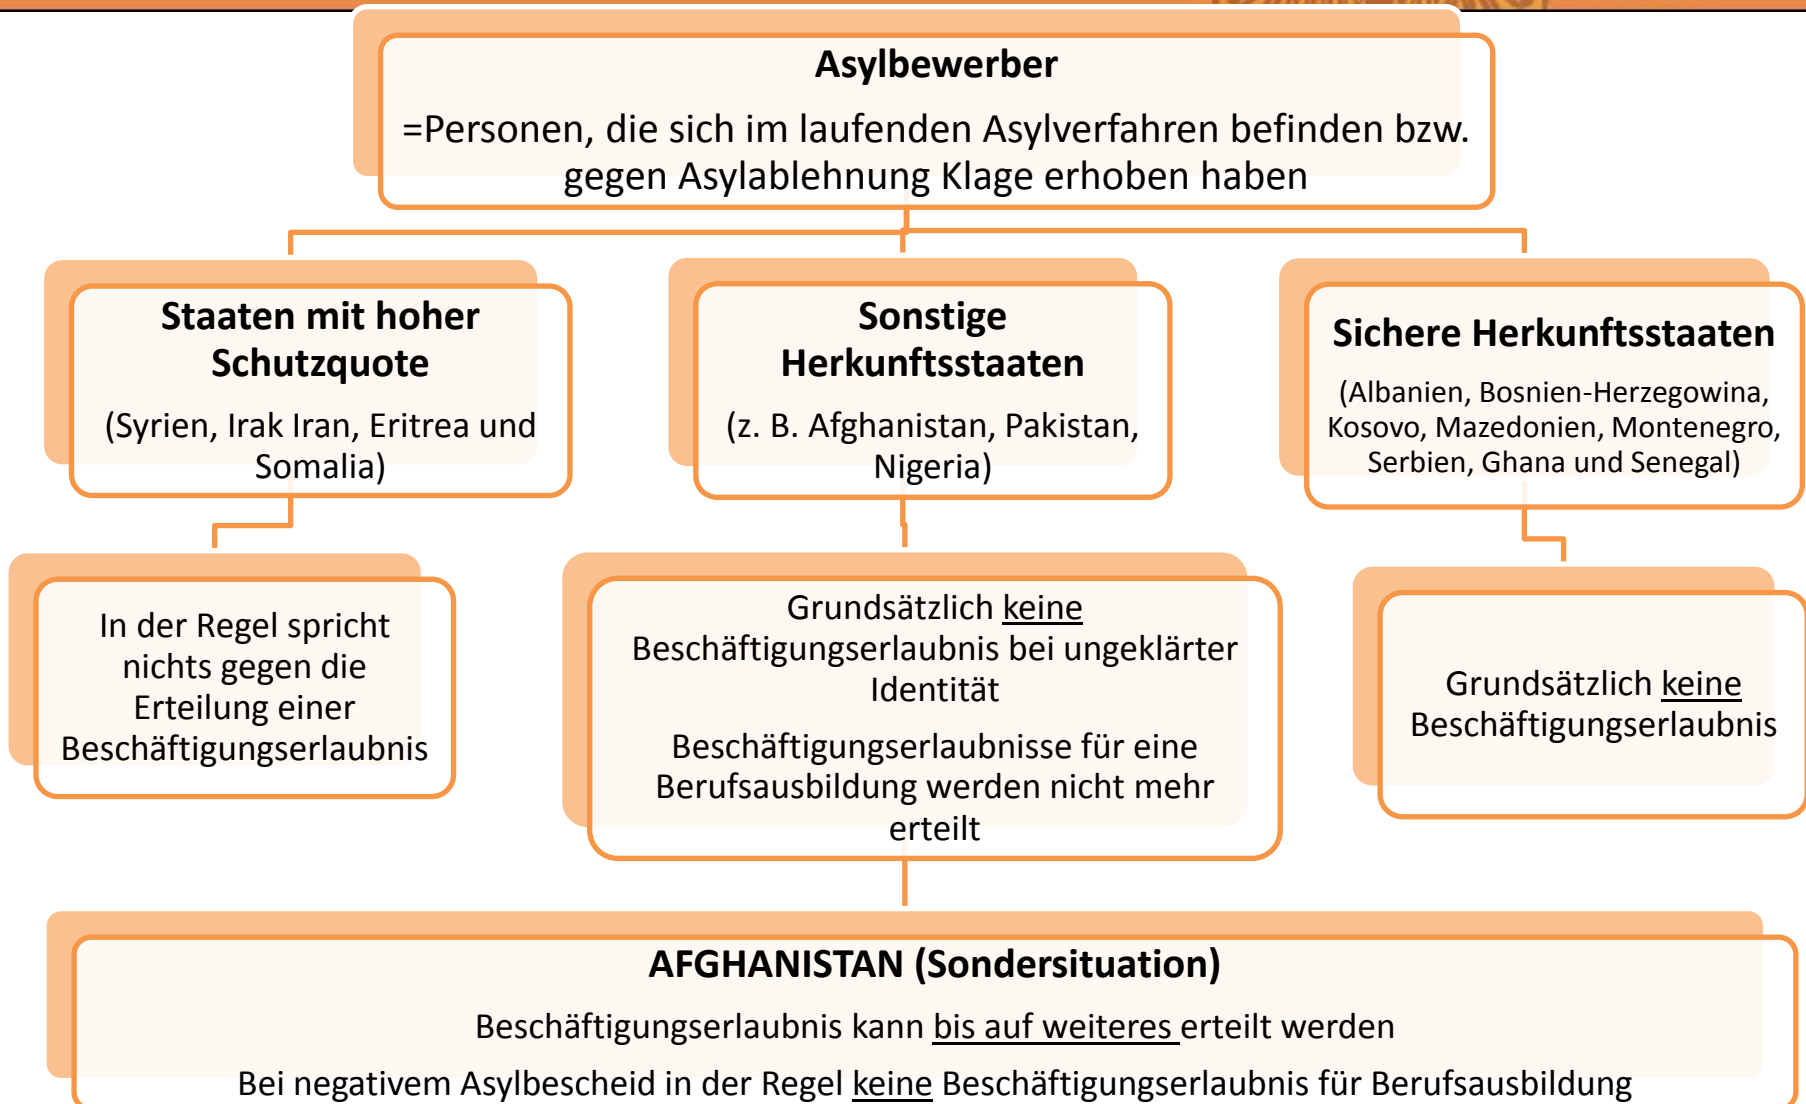 Asylbewerber
=Personen, die sich im laufenden Asylverfahren befinden bzw.
gegen Asylablehnung Klage erhoben haben
Staaten mit hoher
Schutzquote
(Syrien, Irak Iran, Eritrea und
Somalia)
Sonstige
Herkunftsstaaten
(z. B. Afghanistan, Pakistan,
Nigeria)
Sichere Herkunftsstaaten
(Albanien, Bosnien-Herzegowina,
Kosovo, Mazedonien, Montenegro,
Serbien, Ghana und Senegal)
In der Regel spricht
nichts gegen die
Erteilung einer
Beschäftigungserlaubnis
Grundsätzlich keine
Beschäftigungserlaubnis bei ungeklärter
Identität
Beschäftigungserlaubnisse für eine
Berufsausbildung werden nicht mehr
erteilt
Grundsätzlich keine
Beschäftigungserlaubnis
AFGHANISTAN (Sondersituation)
Beschäftigungserlaubnis kann bis auf weiteres erteilt werden
Bei negativem Asylbescheid in der Regel keine Beschäftigungserlaubnis für Berufsausbildung